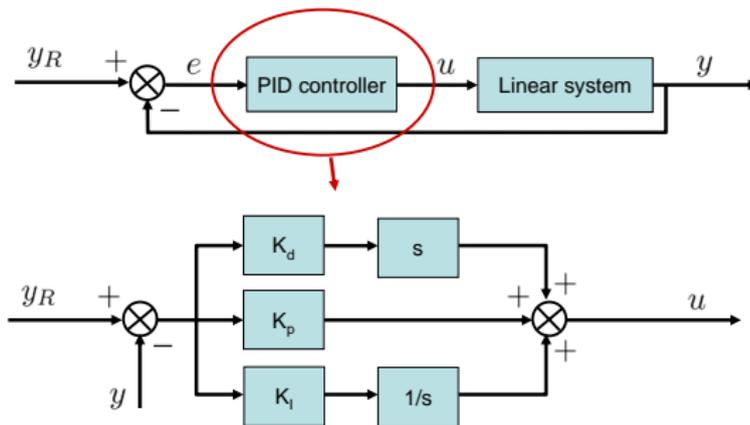 y_R + e PID controller u Linear system y
−
K_d s
+
y_R + K_p + u
−
+
y K_I 1/s